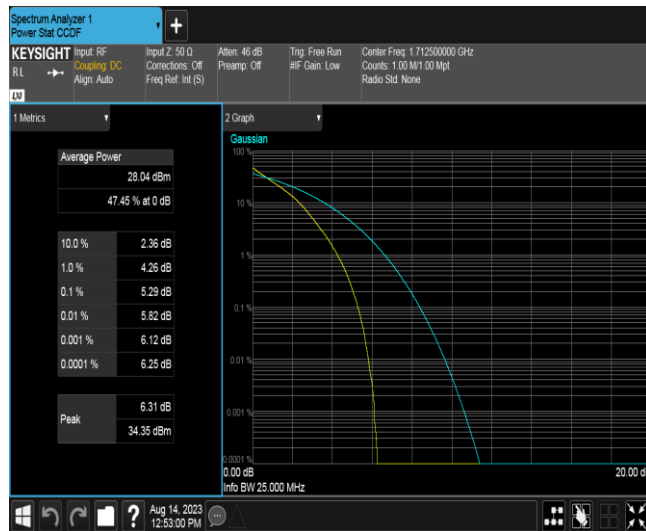 Spectrum Analyzer 1
Power Stat CCDF
+
KEYSIGHT Input: RF Input Z: 50 Ω Atten: 46 dB Trig: Free Run Center Freq: 1.712500000 GHz
RL Coupling: DC Corrections: Off Preamp: Off #IF Gain: Low Counts: 1.00 M/1.00 Mpt
Align: Auto Freq Ref: Int (S) Radio Std: None
LXI
1 Metrics
Average Power
28.04 dBm
47.45 % at 0 dB
10.0 % 2.36 dB
1.0 % 4.26 dB
0.1 % 5.29 dB
0.01 % 5.82 dB
0.001 % 6.12 dB
0.0001 % 6.25 dB
Peak 6.31 dB
34.35 dBm
2 Graph
Gaussian
100 %
10 %
1 %
0.1 %
0.01 %
0.001 %
0.0001 %
0.00 dB 20.00 d
Info BW 25.000 MHz
? Aug 14, 2023
12:53:00 PM